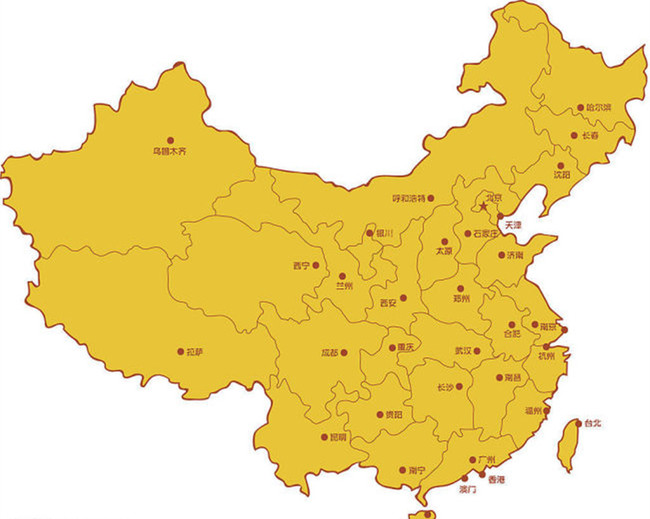 哈尔滨
长春
乌鲁木齐
沈阳
呼和浩特
北京
天津
银川
石家庄
太原
济南
西宁
兰州
西安
郑州
南京
合肥
重庆
武汉
杭州
拉萨
成都
南昌
长沙
贵阳
福州
台北
昆明
广州
南宁
香港
澳门